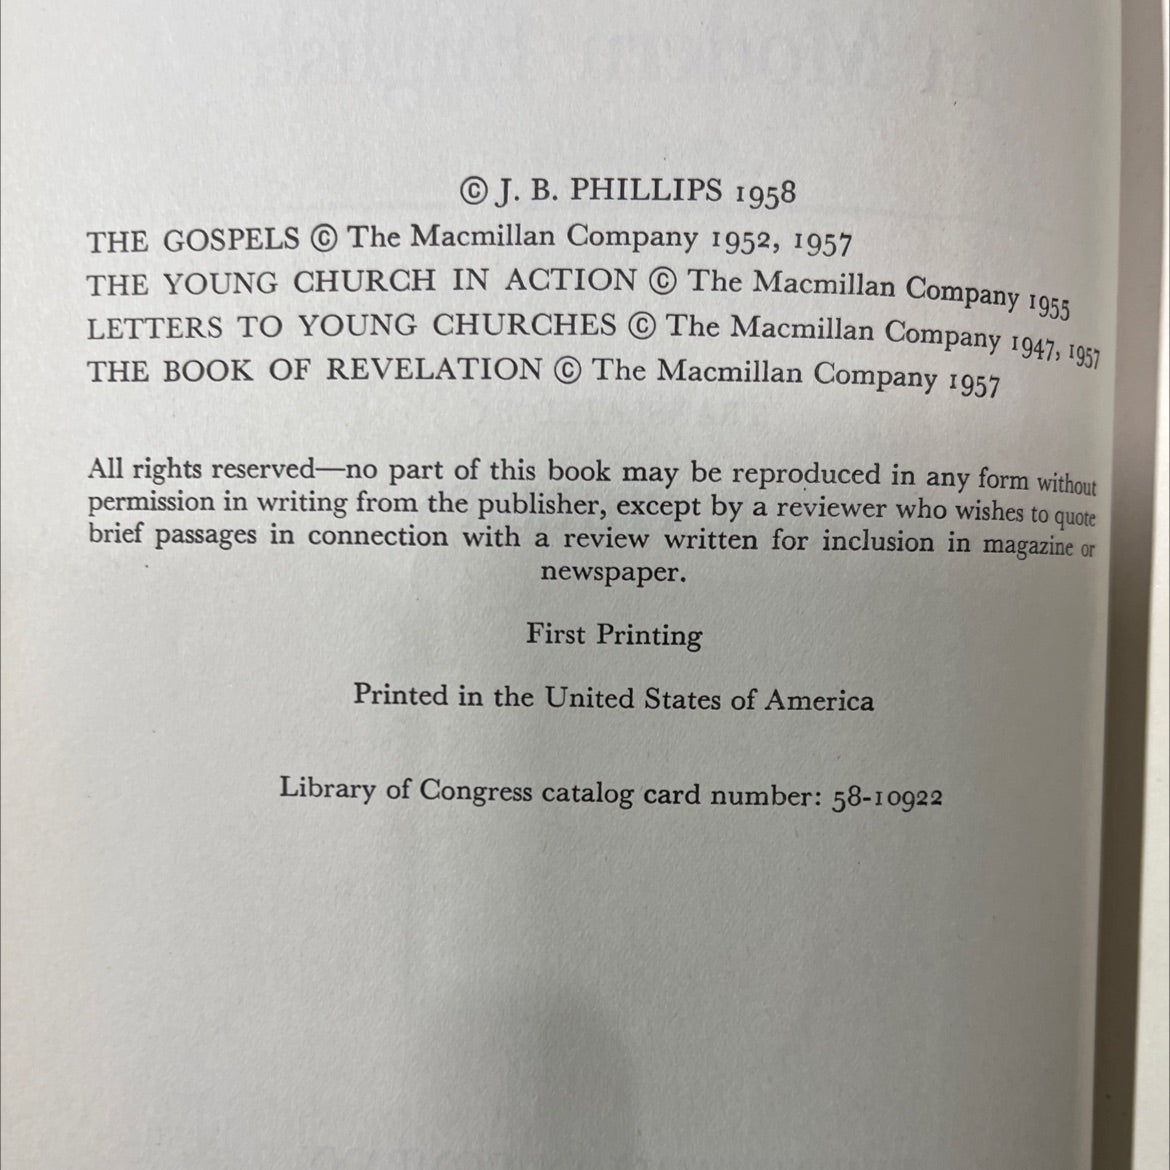 © J. B. PHILLIPS 1958
THE GOSPELS © The Macmillan Company 1952, 1957
THE YOUNG CHURCH IN ACTION © The Macmillan Company 1955
LETTERS TO YOUNG CHURCHES © The Macmillan Company 1947, 1957
THE BOOK OF REVELATION © The Macmillan Company 1957
All rights reserved—no part of this book may be reproduced in any form without
permission in writing from the publisher, except by a reviewer who wishes to quote
brief passages in connection with a review written for inclusion in magazine or
newspaper.
First Printing
Printed in the United States of America
Library of Congress catalog card number: 58-10922